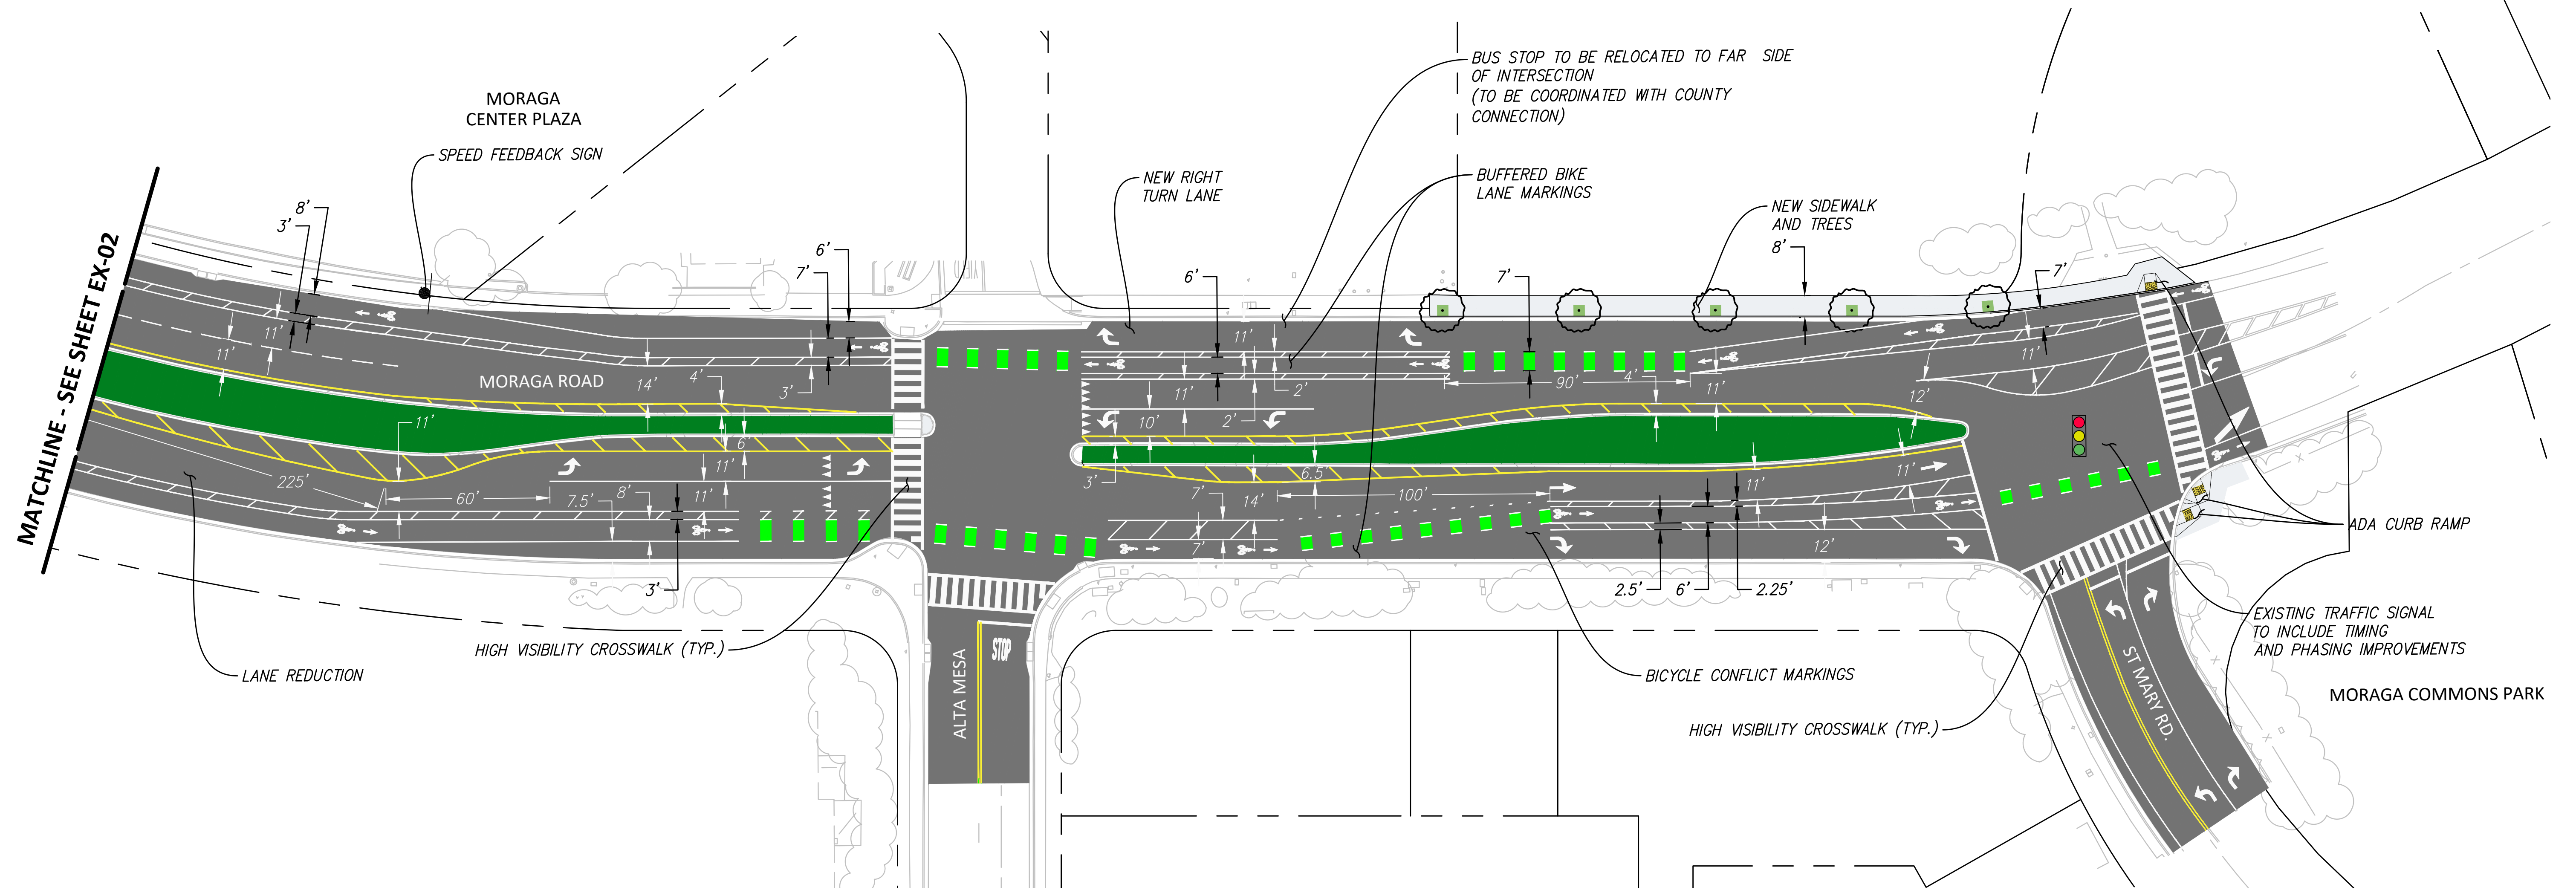 BUS STOP TO BE RELOCATED TO FAR SIDE
OF INTERSECTION
(TO BE COORDINATED WITH COUNTY
CONNECTION)
MORAGA
CENTER PLAZA
SPEED FEEDBACK SIGN
NEW RIGHT
TURN LANE
BUFFERED BIKE
LANE MARKINGS
NEW SIDEWALK
AND TREES
MATCHLINE - SEE SHEET EX-02
8'
3'
6'
7'
6'
7'
8'
7'
YIELD
11'
11'
11'
MORAGA ROAD
14'
4'
3'
6'
11'
11'
225'
60'
7.5'
8'
3'
11'
11'
10'
2'
2'
90'
4'
11'
12'
11'
3'
14'
6.5'
7'
7'
100'
11'
11'
12'
2.5'
6'
2.25'
ADA CURB RAMP
EXISTING TRAFFIC SIGNAL
TO INCLUDE TIMING
AND PHASING IMPROVEMENTS
HIGH VISIBILITY CROSSWALK (TYP.)
LANE REDUCTION
STOP
ALTA MESA
BICYCLE CONFLICT MARKINGS
ST MARY RD.
MORAGA COMMONS PARK
HIGH VISIBILITY CROSSWALK (TYP.)